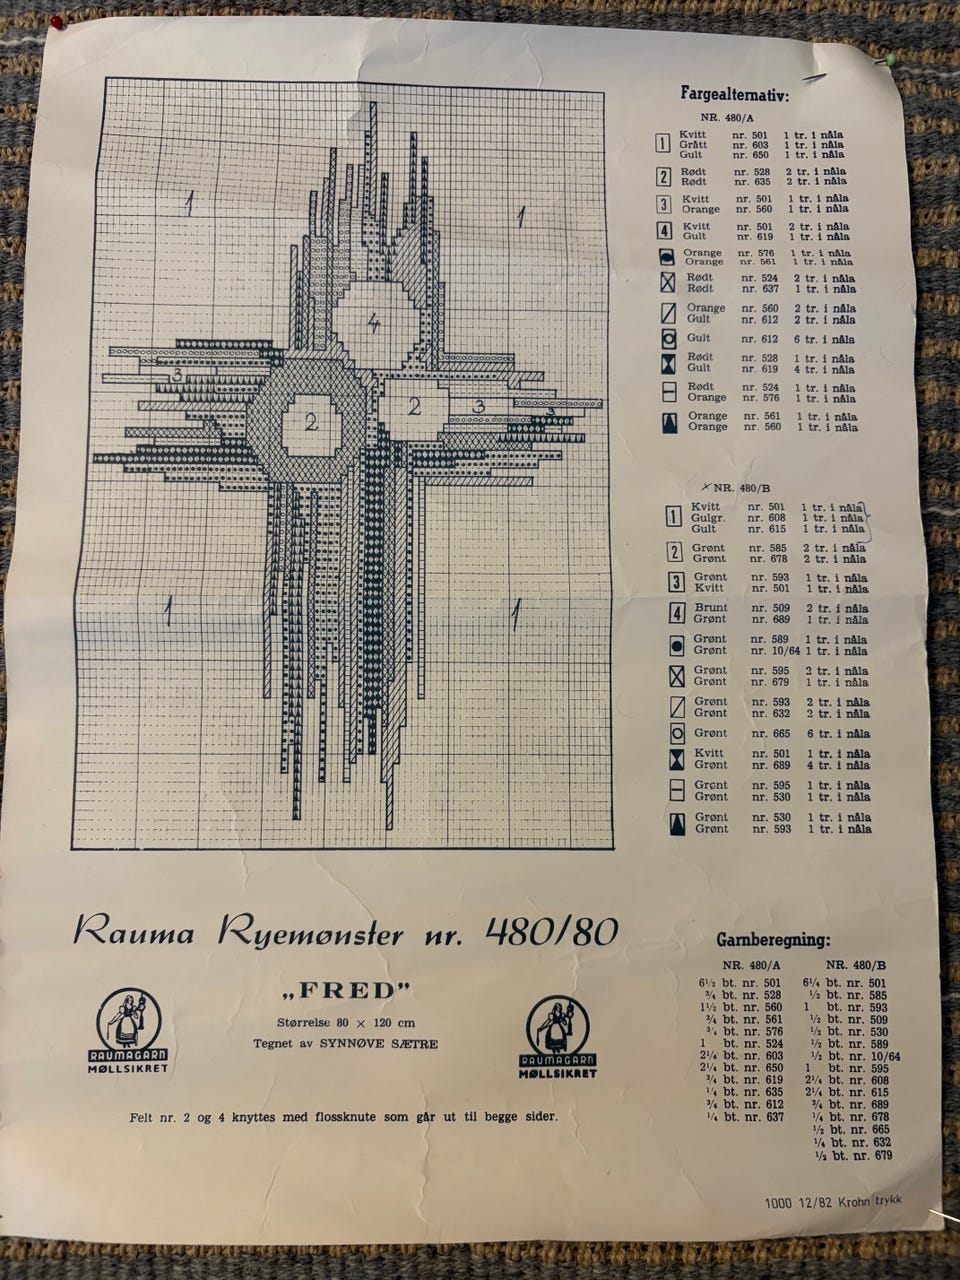 1
1
4
3
2
2
3
3
1
1
Rauma Ryemønster nr. 480/80
„FRED”
Størrelse 80 × 120 cm
Tegnet av SYNNØVE SÆTRE
RAUMAGARN
MØLLSIKRET
RAUMAGARN
MØLLSIKRET
Felt nr. 2 og 4 knyttes med flossknute som går ut til begge sider.
Fargealternativ:
NR. 480/A
1 Kvitt nr. 501 1 tr. i nåla
Grått nr. 603 1 tr. i nåla
Gult nr. 650 1 tr. i nåla
2 Rødt nr. 528 2 tr. i nåla
Rødt nr. 635 2 tr. i nåla
3 Kvitt nr. 501 1 tr. i nåla
Orange nr. 560 1 tr. i nåla
4 Kvitt nr. 501 2 tr. i nåla
Gult nr. 619 1 tr. i nåla
Orange nr. 576 1 tr. i nåla
Orange nr. 561 1 tr. i nåla
Rødt nr. 524 2 tr. i nåla
Rødt nr. 637 1 tr. i nåla
Orange nr. 560 2 tr. i nåla
Gult nr. 612 2 tr. i nåla
Gult nr. 612 6 tr. i nåla
Rødt nr. 528 1 tr. i nåla
Gult nr. 619 4 tr. i nåla
Rødt nr. 524 1 tr. i nåla
Orange nr. 576 1 tr. i nåla
Orange nr. 561 1 tr. i nåla
Orange nr. 560 1 tr. i nåla
× NR. 480/B
1 Kvitt nr. 501 1 tr. i nåla
Gulgr. nr. 608 1 tr. i nåla
Gult nr. 615 1 tr. i nåla
2 Grønt nr. 585 2 tr. i nåla
Grønt nr. 678 2 tr. i nåla
3 Grønt nr. 593 1 tr. i nåla
Kvitt nr. 501 1 tr. i nåla
4 Brunt nr. 509 2 tr. i nåla
Grønt nr. 689 1 tr. i nåla
Grønt nr. 589 1 tr. i nåla
Grønt nr. 10/64 1 tr. i nåla
Grønt nr. 595 tr. i nåla
Grønt nr. 679 1 tr. i nåla
Grønt nr. 593 2 tr. i nåla
Grønt nr. 632 2 tr. i nåla
Grønt nr. 665 6 tr. i nåla
Kvitt nr. 501 1 tr. i nåla
Grønt nr. 689 4 tr. i nåla
Grønt nr. 595 1 tr. i nåla
Grønt nr. 530 1 tr. i nåla
Grønt nr. 530 1 tr. i nåla
Grønt nr. 593 1 tr. i nåla
Garnberegning:
NR. 480/A
6½ bt. nr. 501
¾ bt. nr. 528
1½ bt. nr. 560
¾ bt. nr. 561
¾ bt. nr. 576
1 bt. nr. 524
2¼ bt. nr. 603
2¼ bt. nr. 650
¾ bt. nr. 619
¼ bt. nr. 635
¾ bt. nr. 612
¼ bt. nr. 637
NR. 480/B
6¼ bt. nr. 501
½ bt. nr. 585
1 bt. nr. 593
½ bt. nr. 509
½ bt. nr. 530
½ bt. nr. 589
½ bt. nr. 10/64
1 bt. nr. 595
2¼ bt. nr. 608
2¼ bt. nr. 615
¾ bt. nr. 689
¼ bt. nr. 678
½ bt. nr. 665
¼ bt. nr. 632
½ bt. nr. 679
1000 12/82 Krohn trykk